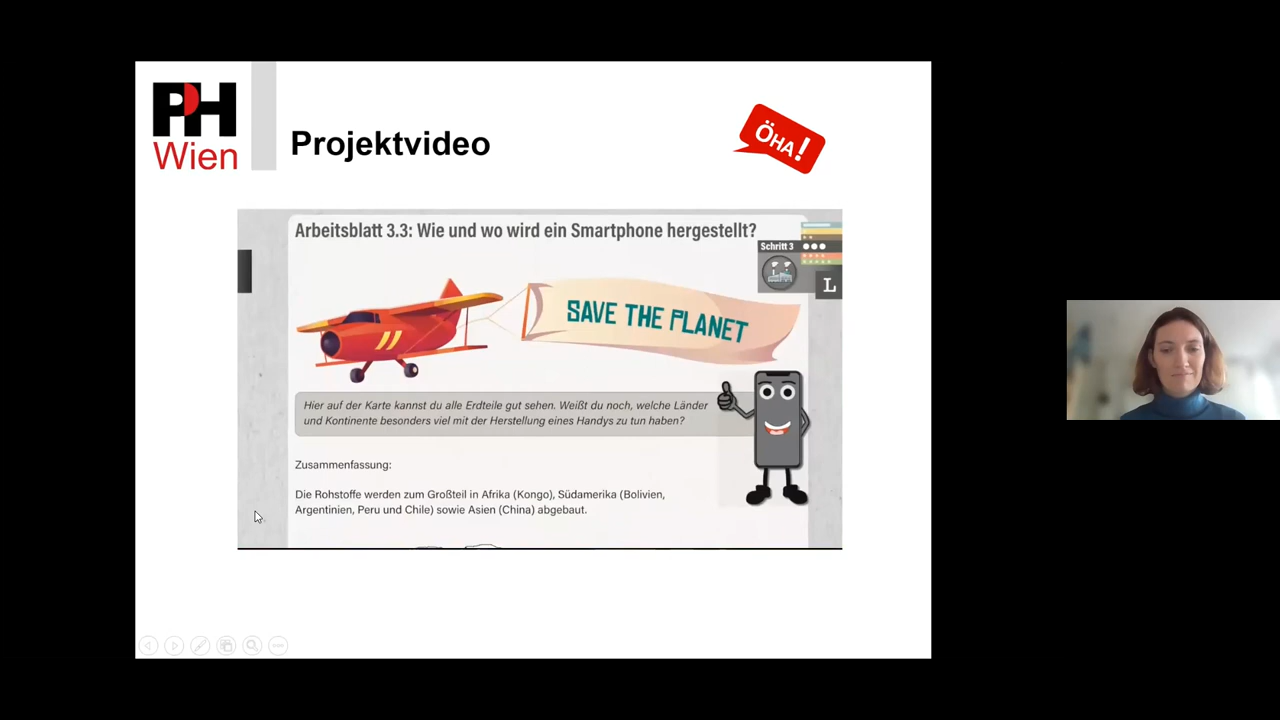 PH
Wien
Projektvideo
ÖHA!
Arbeitsblatt 3.3: Wie und wo wird ein Smartphone hergestellt?
Schritt 3
L
SAVE THE PLANET
Hier auf der Karte kannst du alle Erdteile gut sehen. Weißt du noch, welche Länder
und Kontinente besonders viel mit der Herstellung eines Handys zu tun haben?
Zusammenfassung:
Die Rohstoffe werden zum Großteil in Afrika (Kongo), Südamerika (Bolivien,
Argentinien, Peru und Chile) sowie Asien (China) abgebaut.